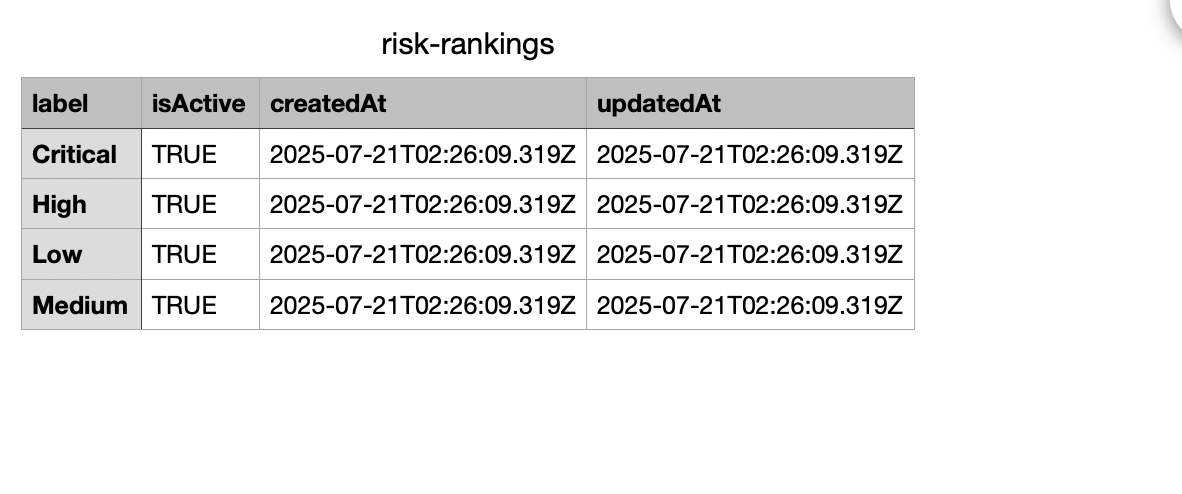 risk-rankings
label isActive createdAt updatedAt
Critical TRUE 2025-07-21T02:26:09.319Z 2025-07-21T02:26:09.319Z
High TRUE 2025-07-21T02:26:09.319Z 2025-07-21T02:26:09.319Z
Low TRUE 2025-07-21T02:26:09.319Z 2025-07-21T02:26:09.319Z
Medium TRUE 2025-07-21T02:26:09.319Z 2025-07-21T02:26:09.319Z